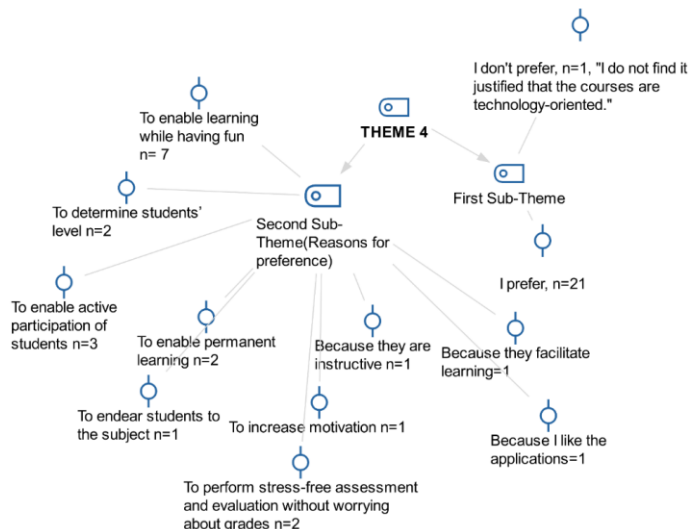 I don't prefer, n=1, "I do not find it
justified that the courses are
technology-oriented."
To enable learning
while having fun
n= 7
THEME 4
First Sub-Theme
To determine students'
level n=2
Second Sub-
Theme(Reasons for
preference)
I prefer, n=21
To enable active
participation of
students n=3
To enable permanent
learning n=2
Because they are
instructive n=1
Because they facilitate
learning=1
To endear students to
the subject n=1
To increase motivation n=1
Because I like the
applications=1
To perform stress-free assessment
and evaluation without worrying
about grades n=2